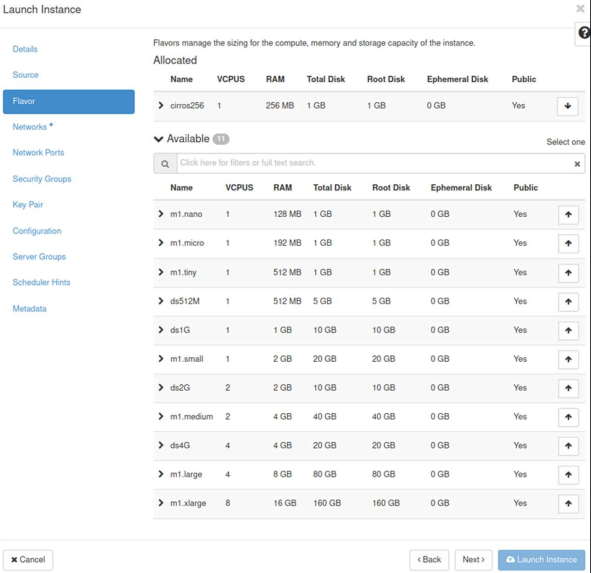 Launch Instance
Details
Source
Flavor
Networks *
Network Ports
Security Groups
Key Pair
Configuration
Server Groups
Scheduler Hints
Metadata
Flavors manage the sizing for the compute, memory and storage capacity of the instance.
Allocated
Name VCPUS RAM Total Disk Root Disk Ephemeral Disk Public
cirros256 1 256 MB 1 GB 1 GB 0 GB Yes
Available 11
Select one
Click here for filters or full text search.
Name VCPUS RAM Total Disk Root Disk Ephemeral Disk Public
m1.nano 1 128 MB 1 GB 1 GB 0 GB Yes
m1.micro 1 192 MB 1 GB 1 GB 0 GB Yes
m1.tiny 1 512 MB 1 GB 1 GB 0 GB Yes
ds512M 1 512 MB 5 GB 5 GB 0 GB Yes
ds1G 1 1 GB 10 GB 10 GB 0 GB Yes
m1.small 1 2 GB 20 GB 20 GB 0 GB Yes
ds2G 2 2 GB 10 GB 10 GB 0 GB Yes
m1.medium 2 4 GB 40 GB 40 GB 0 GB Yes
ds4G 4 4 GB 20 GB 20 GB 0 GB Yes
m1.large 4 8 GB 80 GB 80 GB 0 GB Yes
m1.xlarge 8 16 GB 160 GB 160 GB 0 GB Yes
Cancel
Back
Next
Launch Instance